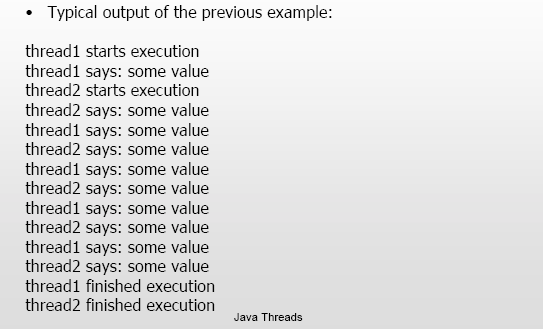 • Typical output of the previous example:
thread1 starts execution
thread1 says: some value
thread2 starts execution
thread2 says: some value
thread1 says: some value
thread2 says: some value
thread1 says: some value
thread2 says: some value
thread1 says: some value
thread2 says: some value
thread1 says: some value
thread2 says: some value
thread1 finished execution
thread2 finished execution
Java Threads